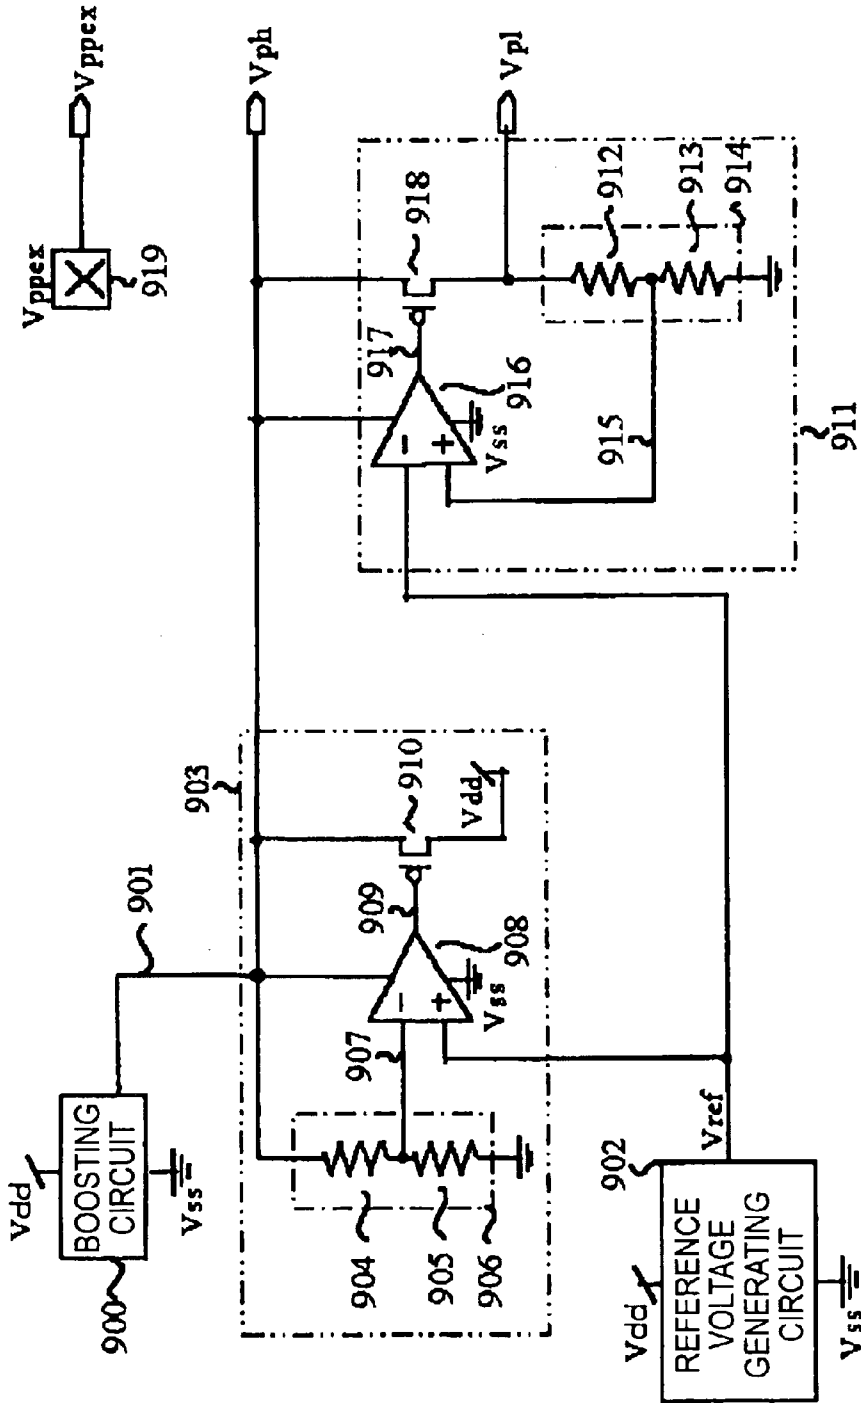 Vppex
Vppex
919
Vph
Vpl
901
903
Vdd
BOOSTING
CIRCUIT
Vss
900
904
905
906
907
908
909
910
Vdd
Vss
911
912
913
914
915
916
917
918
Vss
Vref
902
Vdd
REFERENCE
VOLTAGE
GENERATING
CIRCUIT
Vss